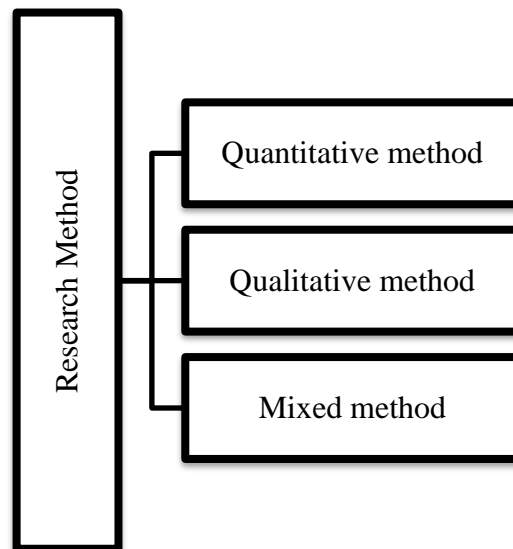 Research Method
Quantitative method
Qualitative method
Mixed method